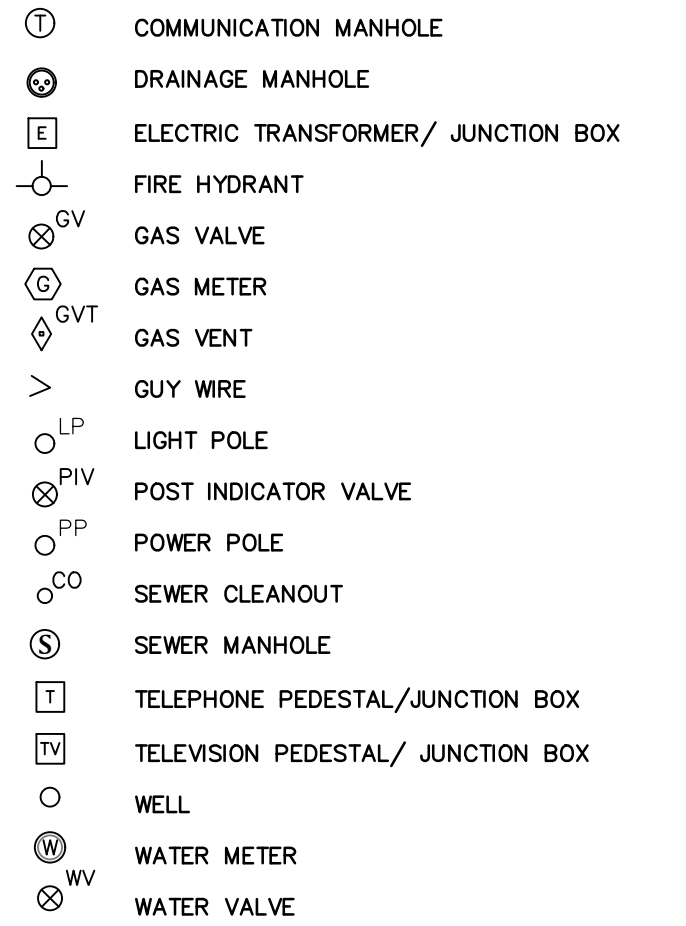 T COMMUNICATION MANHOLE
DRAINAGE MANHOLE
E ELECTRIC TRANSFORMER/ JUNCTION BOX
FIRE HYDRANT
GV GAS VALVE
G GAS METER
GVT GAS VENT
GUY WIRE
LP LIGHT POLE
PIV POST INDICATOR VALVE
PP POWER POLE
CO SEWER CLEANOUT
S SEWER MANHOLE
T TELEPHONE PEDESTAL/JUNCTION BOX
TV TELEVISION PEDESTAL/ JUNCTION BOX
WELL
W WATER METER
WV WATER VALVE